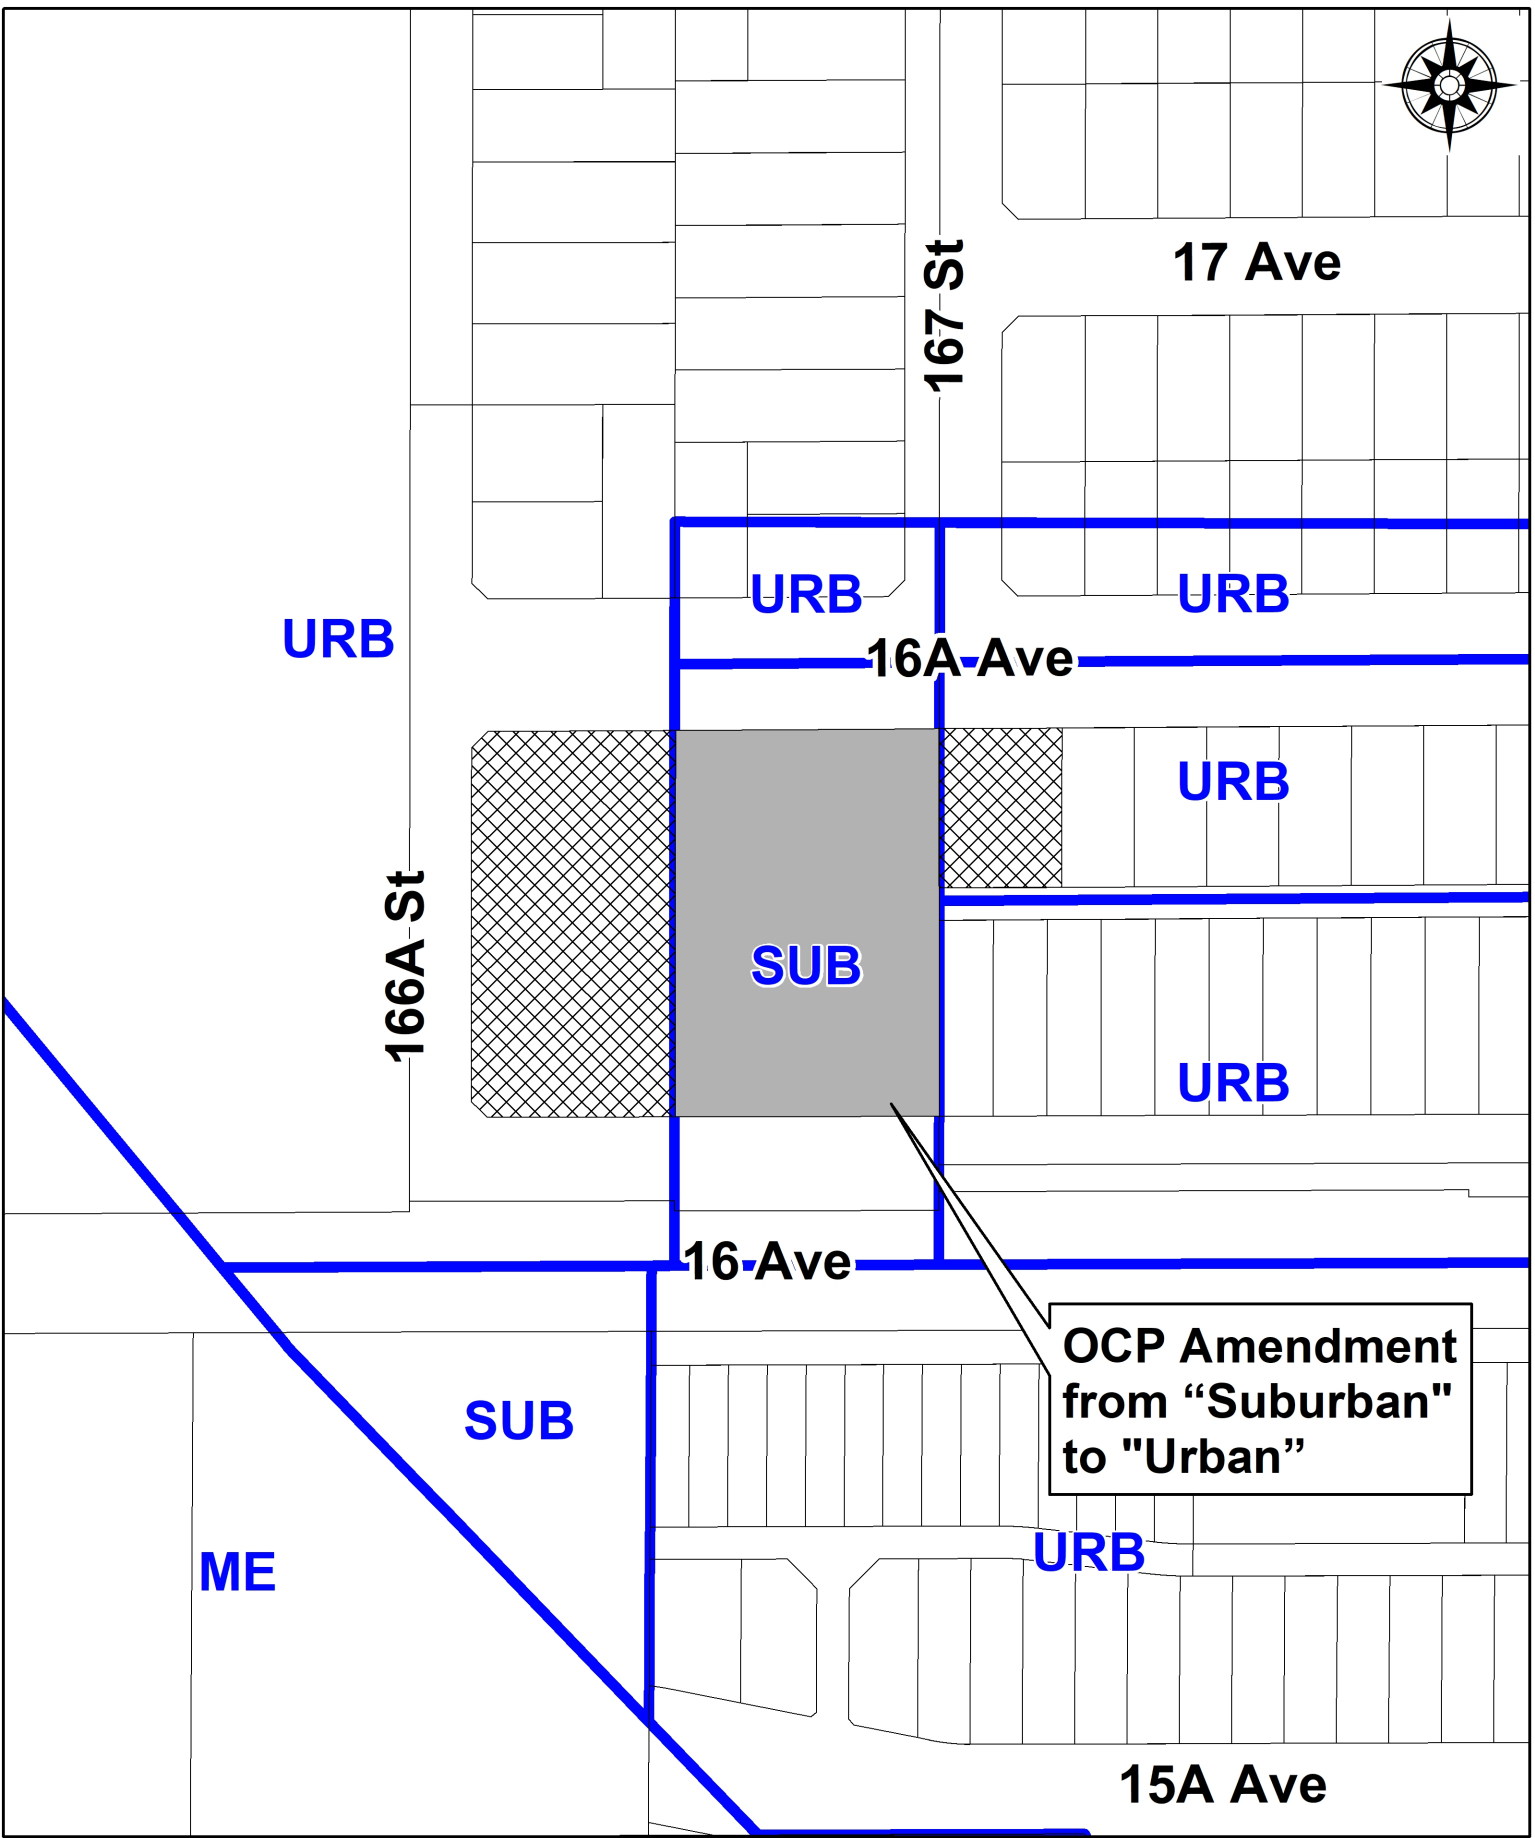 17 Ave
167 St
URB
URB
URB
16A Ave
URB
166A St
SUB
URB
16 Ave
OCP Amendment
from “Suburban"
to "Urban”
SUB
URB
ME
15A Ave